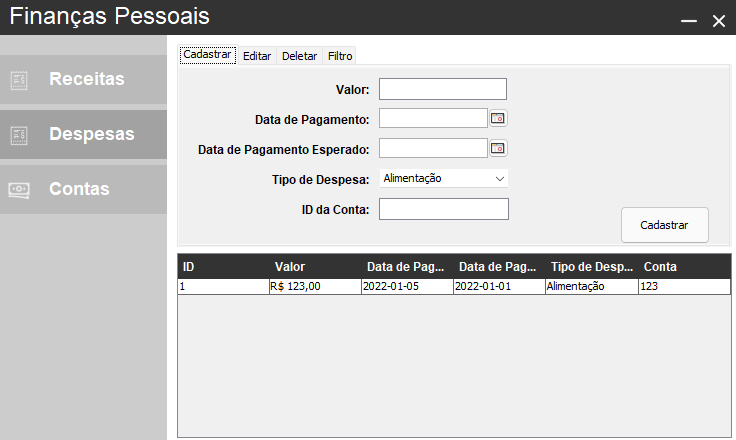 Finanças Pessoais
Receitas
Despesas
Contas
Cadastrar Editar Deletar Filtro
Valor:
Data de Pagamento:
Data de Pagamento Esperado:
Tipo de Despesa: Alimentação
ID da Conta:
Cadastrar
ID Valor Data de Pag... Data de Pag... Tipo de Desp... Conta
1 R$ 123,00 2022-01-05 2022-01-01 Alimentação 123